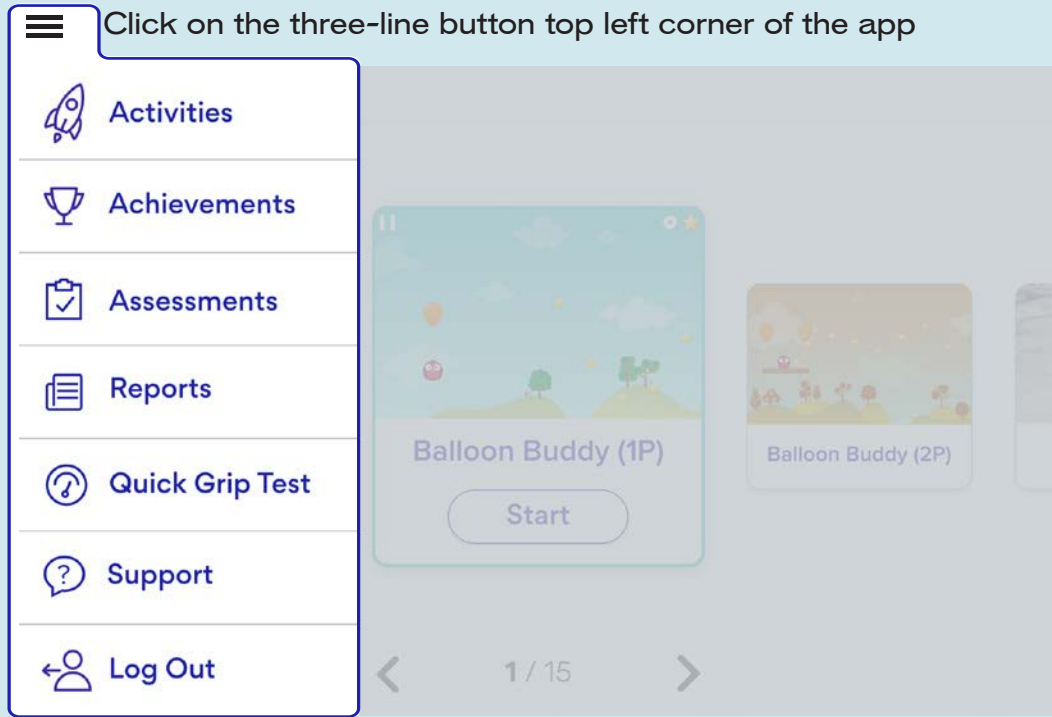 Click on the three-line button top left corner of the app
Activities
Achievements
Assessments
Reports
Quick Grip Test
Support
Log Out
Balloon Buddy (1P)
Start
Balloon Buddy (2P)
1 / 15